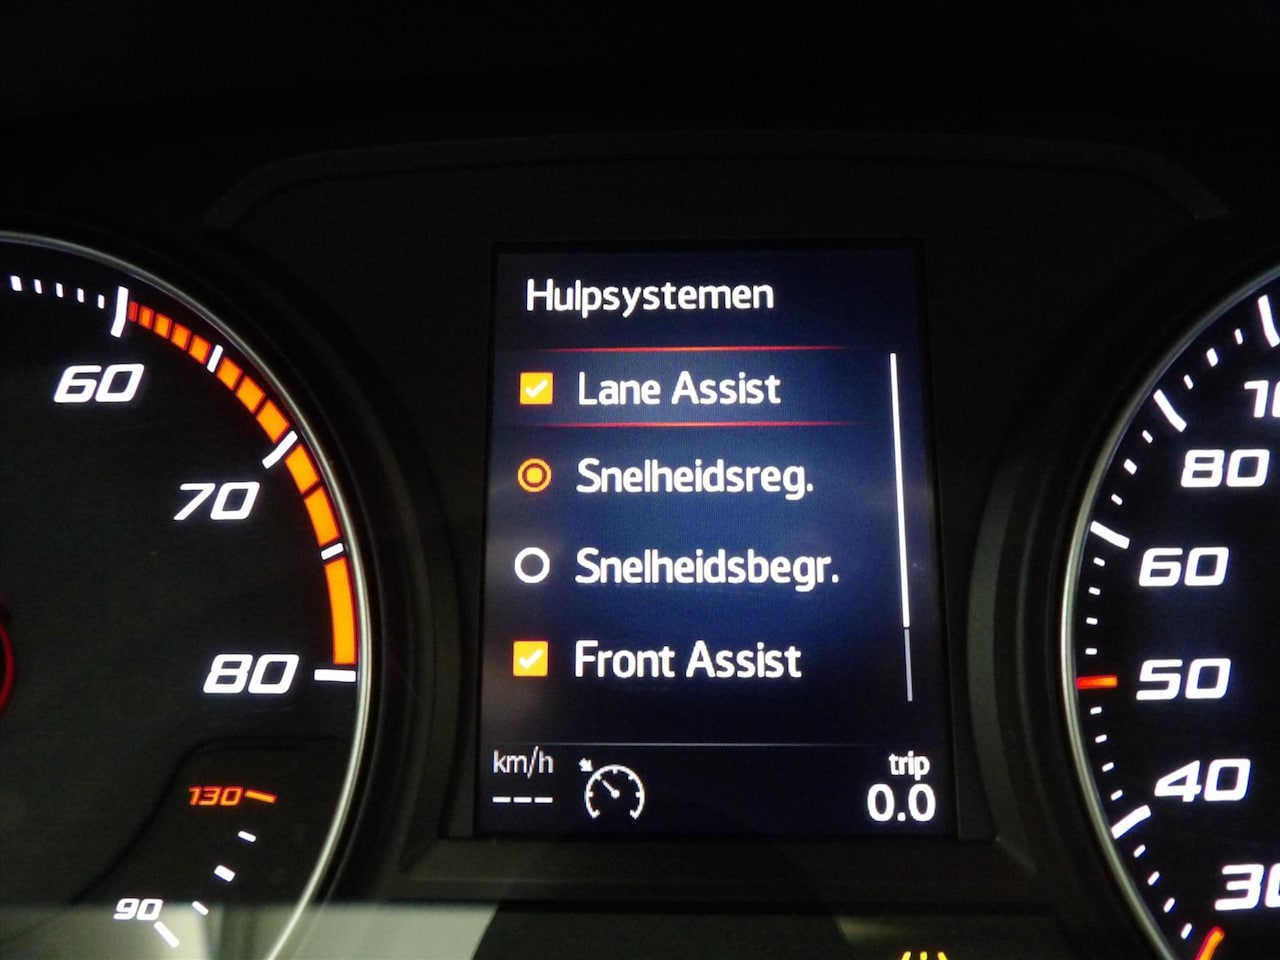 Hulpsystemen
Lane Assist
Snelheidsreg.
Snelheidsbegr.
Front Assist
km/h
---
trip
0.0
60
70
80
130
90
80
60
50
40
30